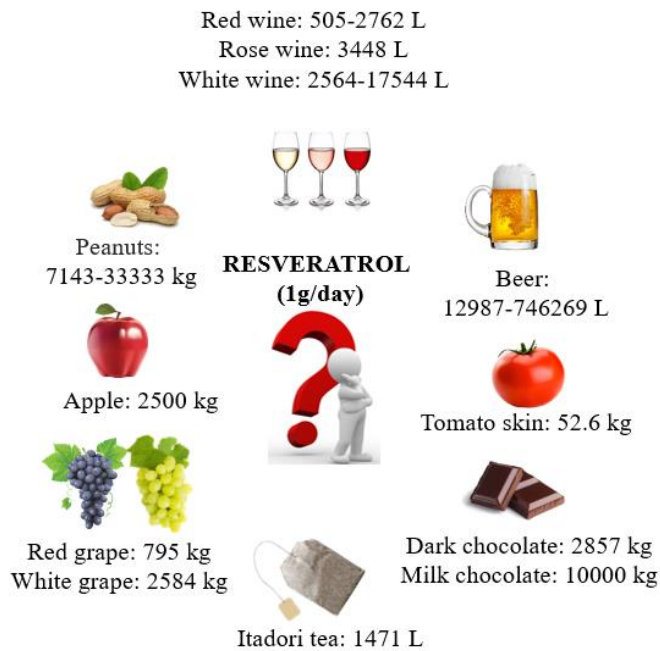 Red wine: 505-2762 L
Rose wine: 3448 L
White wine: 2564-17544 L
Peanuts:
7143-33333 kg
RESVERATROL
(1g/day)
Beer:
12987-746269 L
Apple: 2500 kg
Tomato skin: 52.6 kg
Red grape: 795 kg
White grape: 2584 kg
Dark chocolate: 2857 kg
Milk chocolate: 10000 kg
Itadori tea: 1471 L